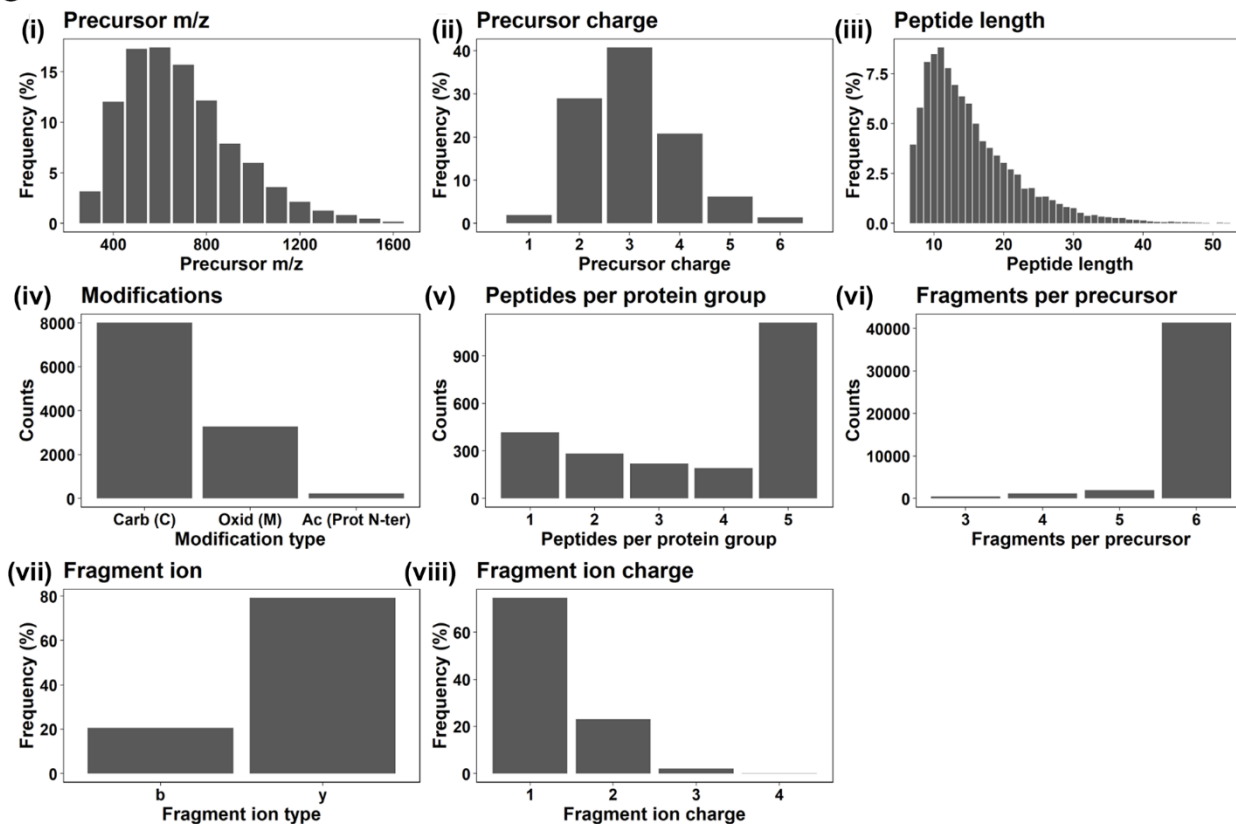 (i) Precursor m/z
Frequency (%)
15
10
5
0
400 800 1200 1600
Precursor m/z
(ii) Precursor charge
Frequency (%)
40
30
20
10
0
1 2 3 4 5 6
Precursor charge
(iii) Peptide length
Frequency (%)
7.5
5.0
2.5
0.0
10 20 30 40 50
Peptide length
(iv) Modifications
Counts
8000
6000
4000
2000
0
Carb (C) Oxid (M) Ac (Prot N-ter)
Modification type
(v) Peptides per protein group
Counts
900
600
300
0
1 2 3 4 5
Peptides per protein group
(vi) Fragments per precursor
Counts
40000
30000
20000
10000
0
3 4 5 6
Fragments per precursor
(vii) Fragment ion
Frequency (%)
80
60
40
20
0
b y
Fragment ion type
(viii) Fragment ion charge
Frequency (%)
60
40
20
0
1 2 3 4
Fragment ion charge